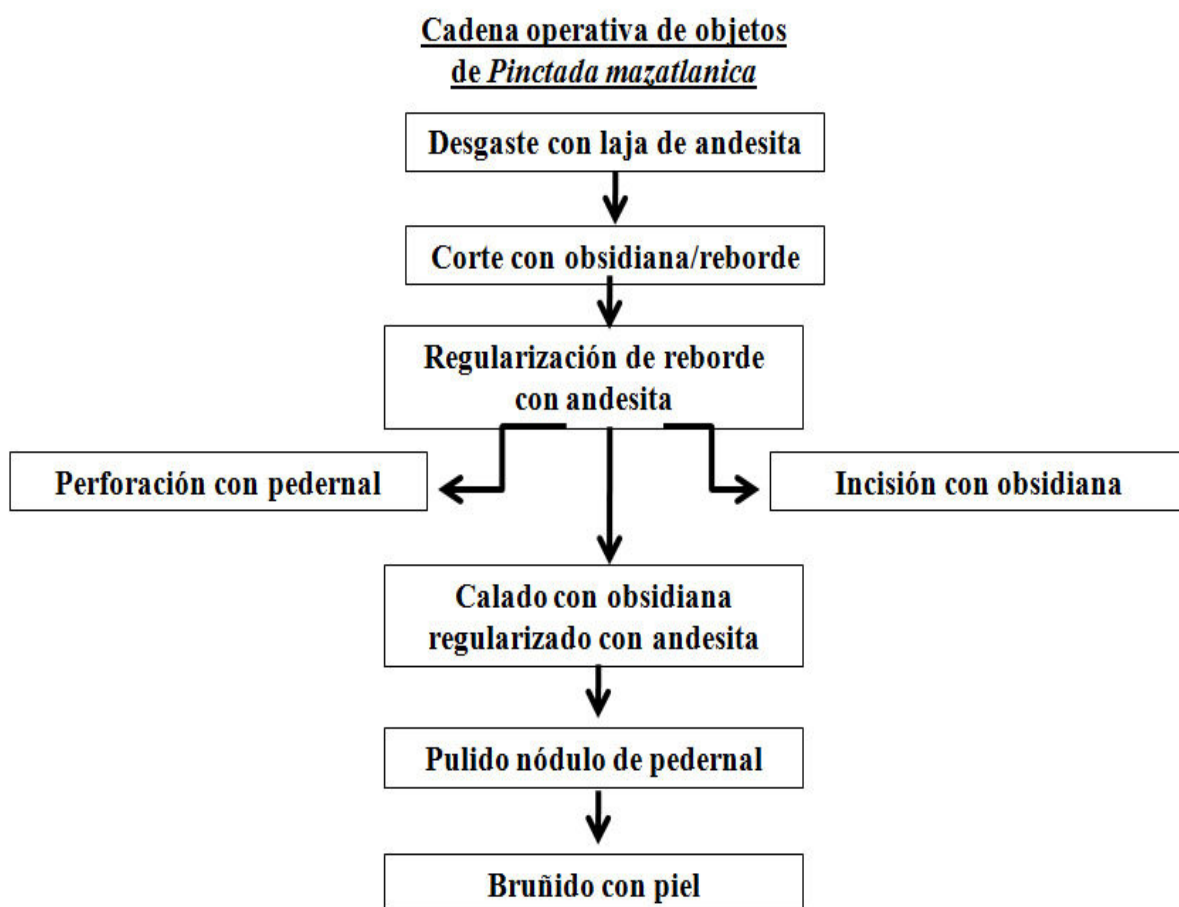 Cadena operativa de objetos
de Pinctada mazatlanica
Desgaste con laja de andesita
Corte con obsidiana/reborde
Regularización de reborde
con andesita
Perforación con pedernal
Incisión con obsidiana
Calado con obsidiana
regularizado con andesita
Pulido nódulo de pedernal
Bruñido con piel